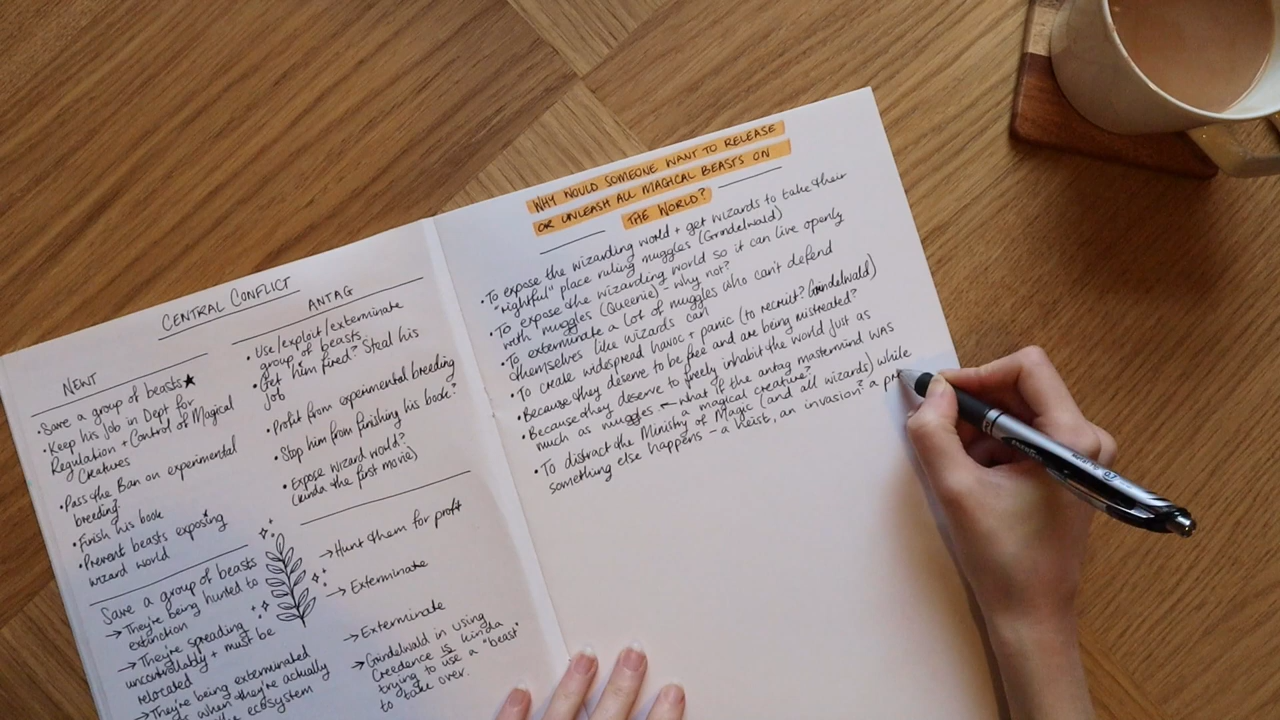 CENTRAL CONFLICT
NEWT
• Save a group of beasts★
• Keep his job in Dept for
Regulation + Control of Magical
Creatures
• Pass the Ban on experimental
breeding?
• Finish his book
• Prevent beasts exposing
wizard world
Save a group of beasts
→ They're being hunted to
extinction
→ They're spreading
uncontrollably + must be
relocated
→ They're being exterminated
when they're actually
ecosystem
ANTAG
• Use/exploit/exterminate
group of beasts
• Get him fired? Steal his
job
• Profit from experimental breeding
• Stop him from finishing his book?
• Expose wizard world?
(kinda the first movie)
→ Hunt them for profit
→ Exterminate
→ Exterminate
→ Grindelwald in using
Creedence is kinda
trying to use a "beast"
to take over.
WHY WOULD SOMEONE WANT TO RELEASE
OR UNLEASH ALL MAGICAL BEASTS ON
THE WORLD?
• To expose the wizarding world + get wizards to take their
"rightful" place ruling muggles (Grindelwald)
• To expose the wizarding world so it can live openly
with muggles (Queenie) - why not?
• To exterminate a lot of muggles who can't defend
themselves like wizards can
• To create widespread havoc + panic (to recruit? Grindelwald)
• Because they deserve to be free and are being mistreated?
• Because they deserve to freely inhabit the world just as
much as muggles ← what if the antag mastermind WAS
a magical creature?
• To distract the Ministry of Magic (and all wizards) while
something else happens - a heist, an invasion? a pr